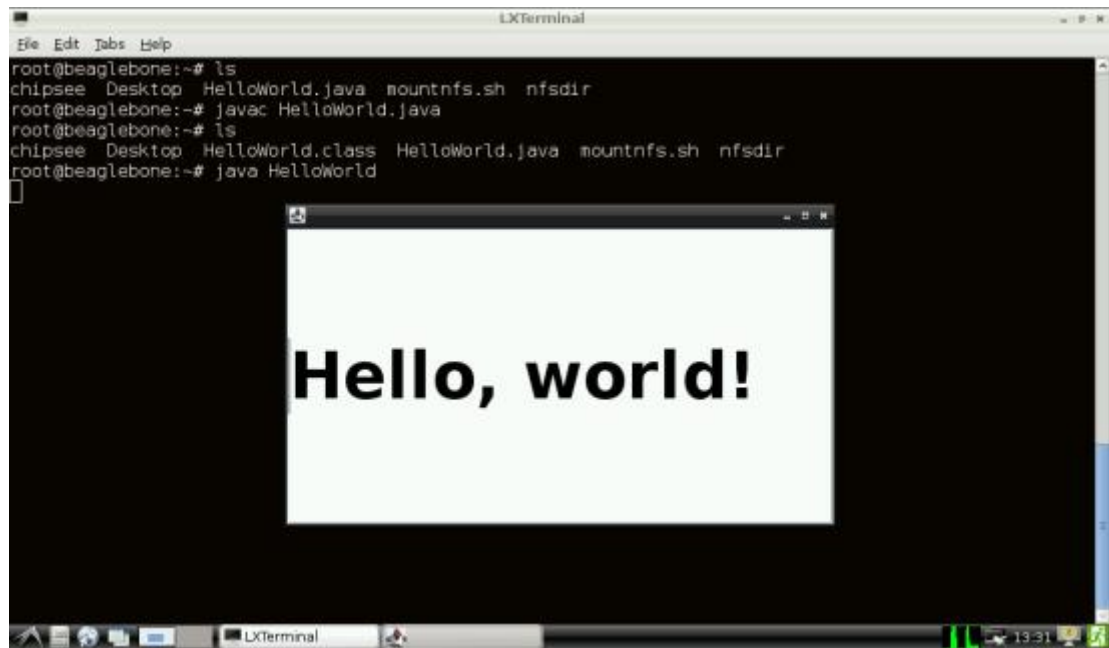 LXTerminal
File Edit Tabs Help
root@beaglebone:~# ls
chipsee Desktop HelloWorld.java mountnfs.sh nfsdir
root@beaglebone:~# javac HelloWorld.java
root@beaglebone:~# ls
chipsee Desktop HelloWorld.class HelloWorld.java mountnfs.sh nfsdir
root@beaglebone:~# java HelloWorld
Hello, world!
LXTerminal
13:31